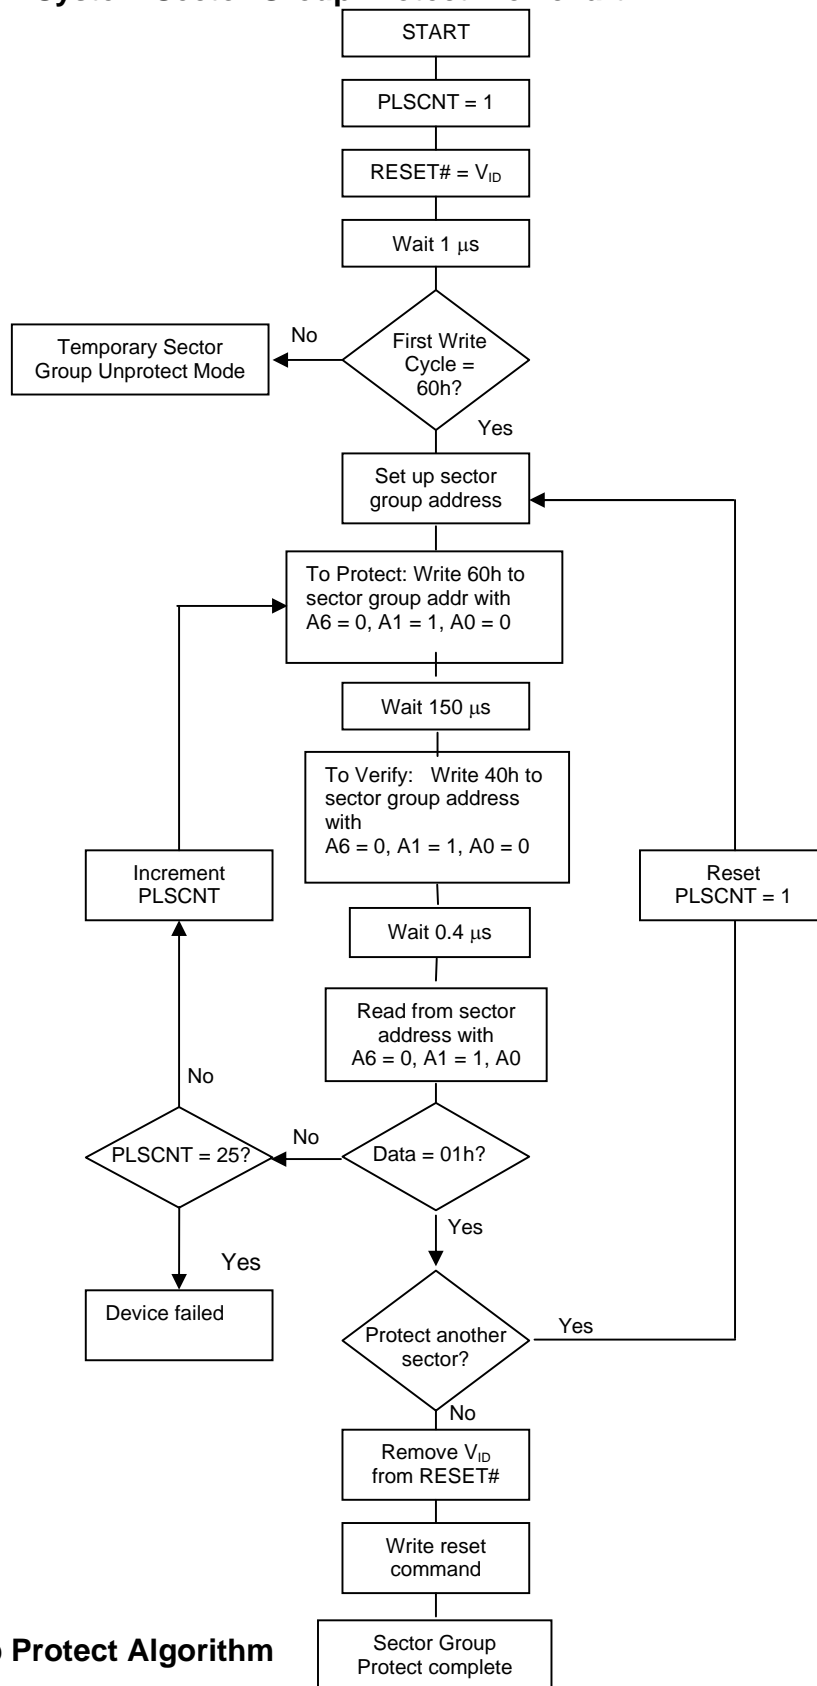 START
PLSCNT = 1
RESET# = VID
Wait 1 μs
First Write
Cycle =
60h?
No
Temporary Sector
Group Unprotect Mode
Yes
Set up sector
group address
To Protect: Write 60h to
sector group addr with
A6 = 0, A1 = 1, A0 = 0
Wait 150 μs
To Verify: Write 40h to
sector group address
with
A6 = 0, A1 = 1, A0 = 0
Increment
PLSCNT
Reset
PLSCNT = 1
Wait 0.4 μs
Read from sector
address with
A6 = 0, A1 = 1, A0
No
PLSCNT = 25?
No
Data = 01h?
Yes
Yes
Device failed
Protect another
sector?
Yes
No
Remove VID
from RESET#
Write reset
command
Protect Algorithm
Sector Group
Protect complete